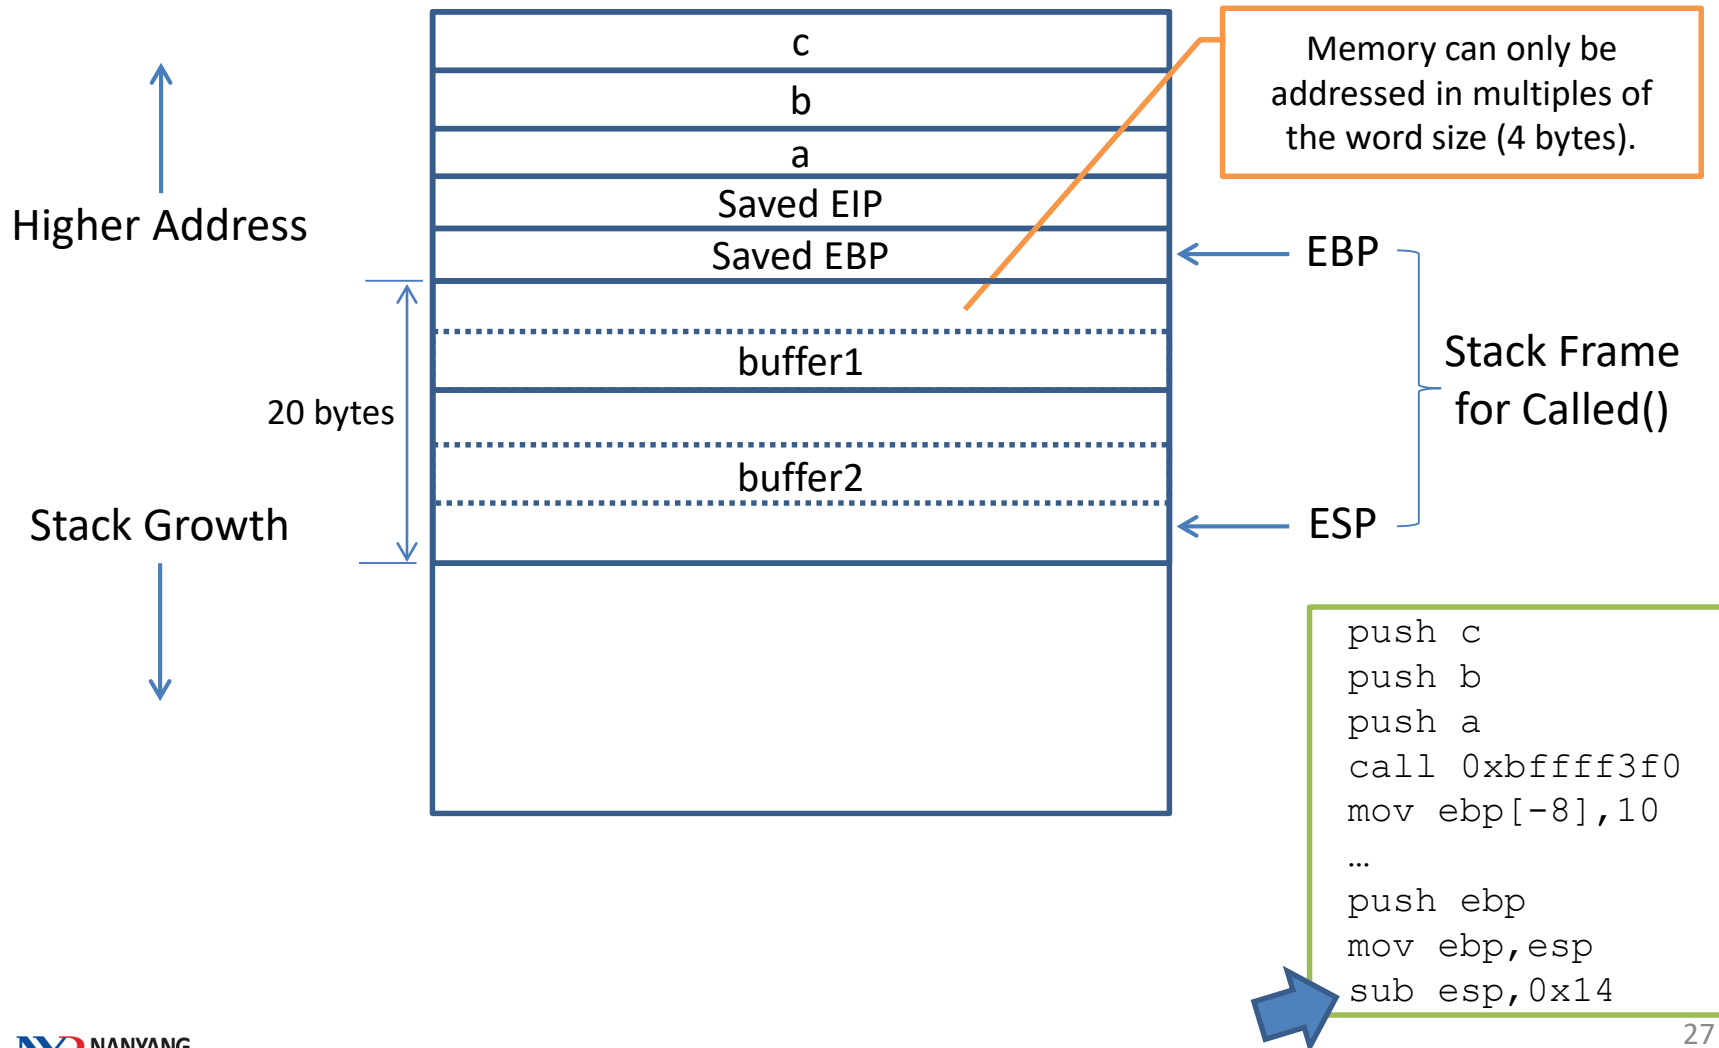 c
b
a
Saved EIP
Saved EBP
buffer1
buffer2
Higher Address
20 bytes
Stack Growth
Memory can only be
addressed in multiples of
the word size (4 bytes).
EBP
Stack Frame
for Called()
ESP
push c
push b
push a
call 0xbffff3f0
mov ebp[-8],10
…
push ebp
mov ebp,esp
sub esp,0x14
NANYANG
27